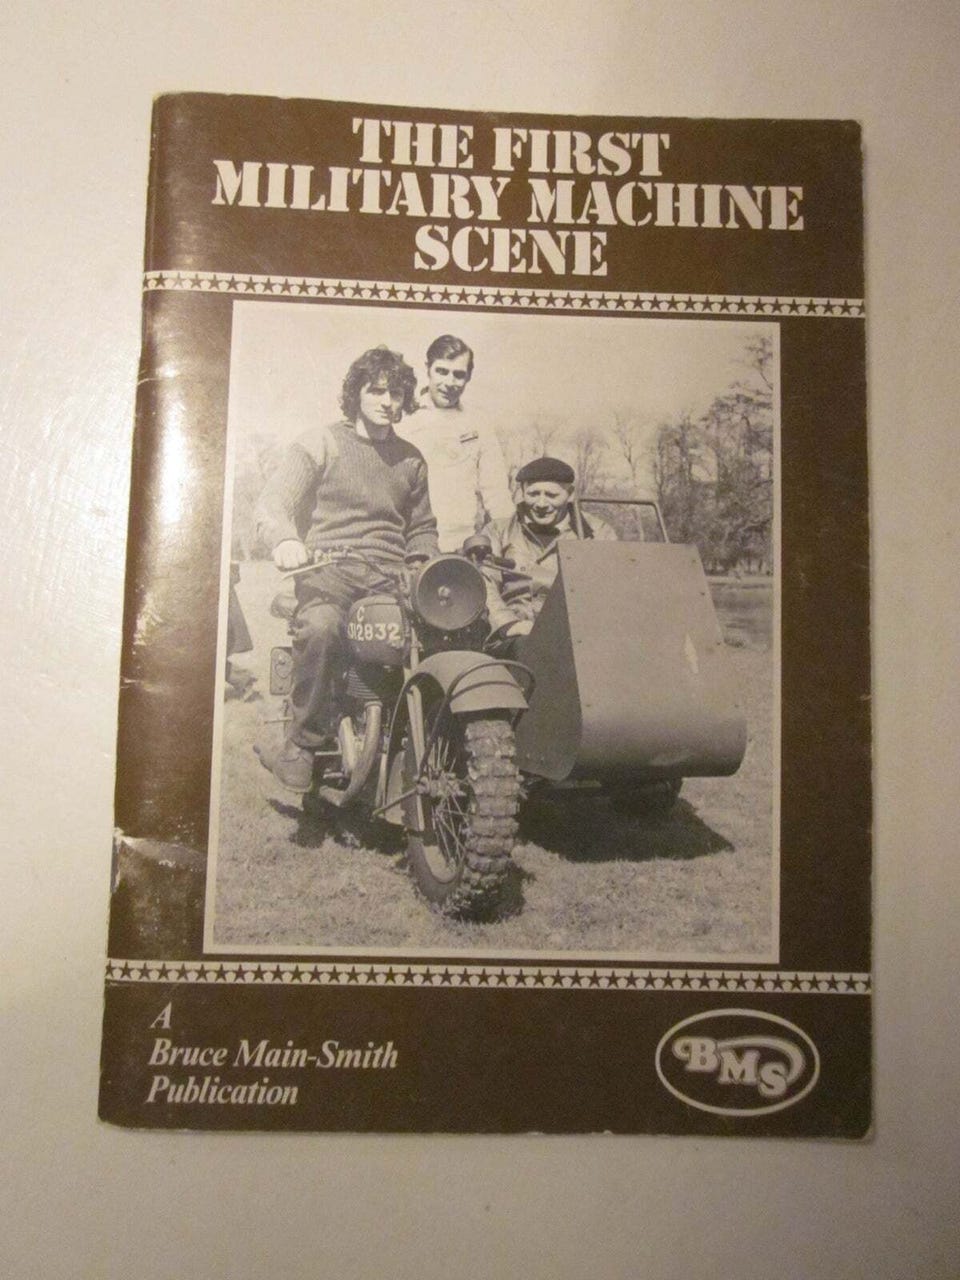 THE FIRST
MILITARY MACHINE
SCENE
C
2832
A
Bruce Main-Smith
Publication
BMS